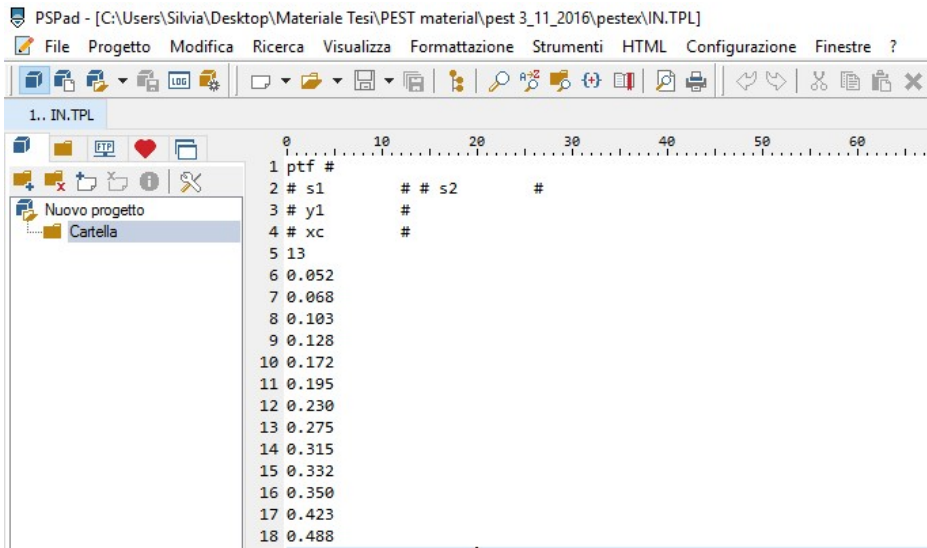 PSPad - [C:\Users\Silvia\Desktop\Materiale Tesi\PEST material\pest 3_11_2016\pestex\IN.TPL]
File Progetto Modifica Ricerca Visualizza Formattazione Strumenti HTML Configurazione Finestre ?
LOG
1.. IN.TPL
FTP
Nuovo progetto
Cartella
0 10 20 30 40 50 60
1 ptf #
2 # s1        # # s2        #
3 # y1        #
4 # xc        #
5 13
6 0.052
7 0.068
8 0.103
9 0.128
10 0.172
11 0.195
12 0.230
13 0.275
14 0.315
15 0.332
16 0.350
17 0.423
18 0.488